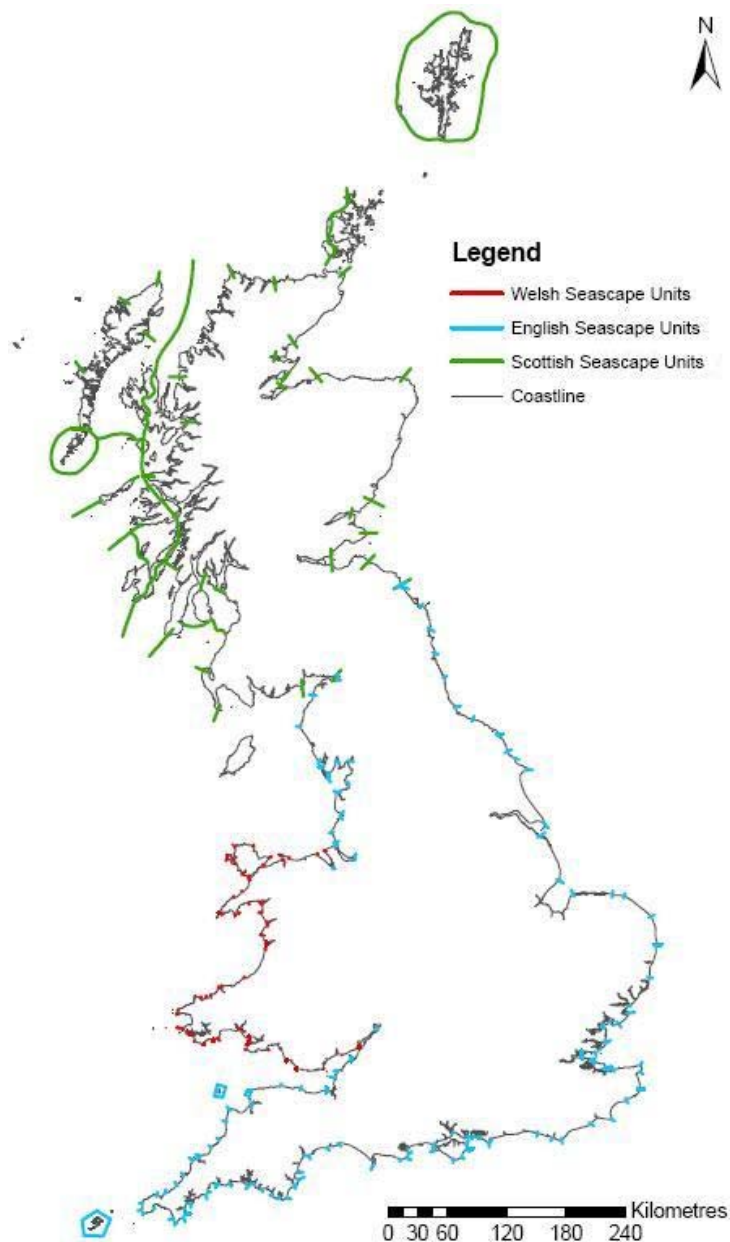 N
Legend
Welsh Seascape Units
English Seascape Units
Scottish Seascape Units
Coastline
Kilometres
0 30 60 120 180 240